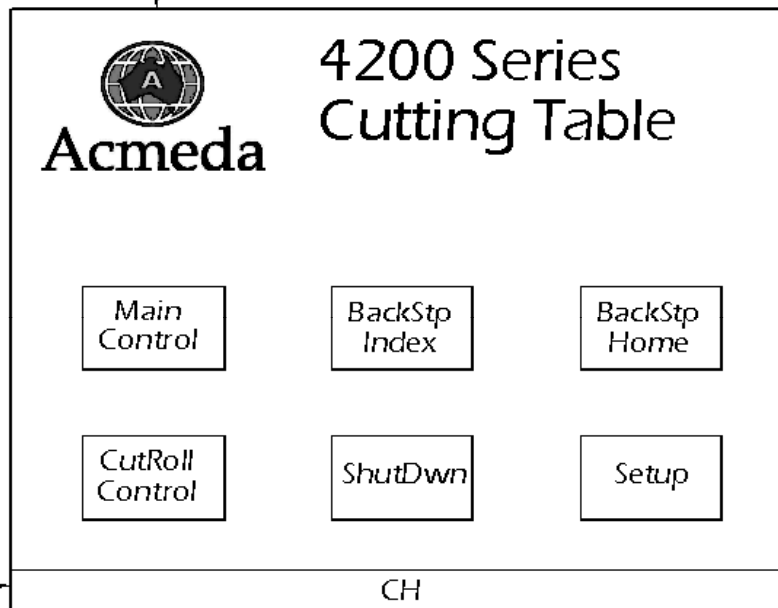 A
Acmeda
4200 Series
Cutting Table
Main
Control
BackStp
Index
BackStp
Home
CutRoll
Control
ShutDwn
Setup
CH